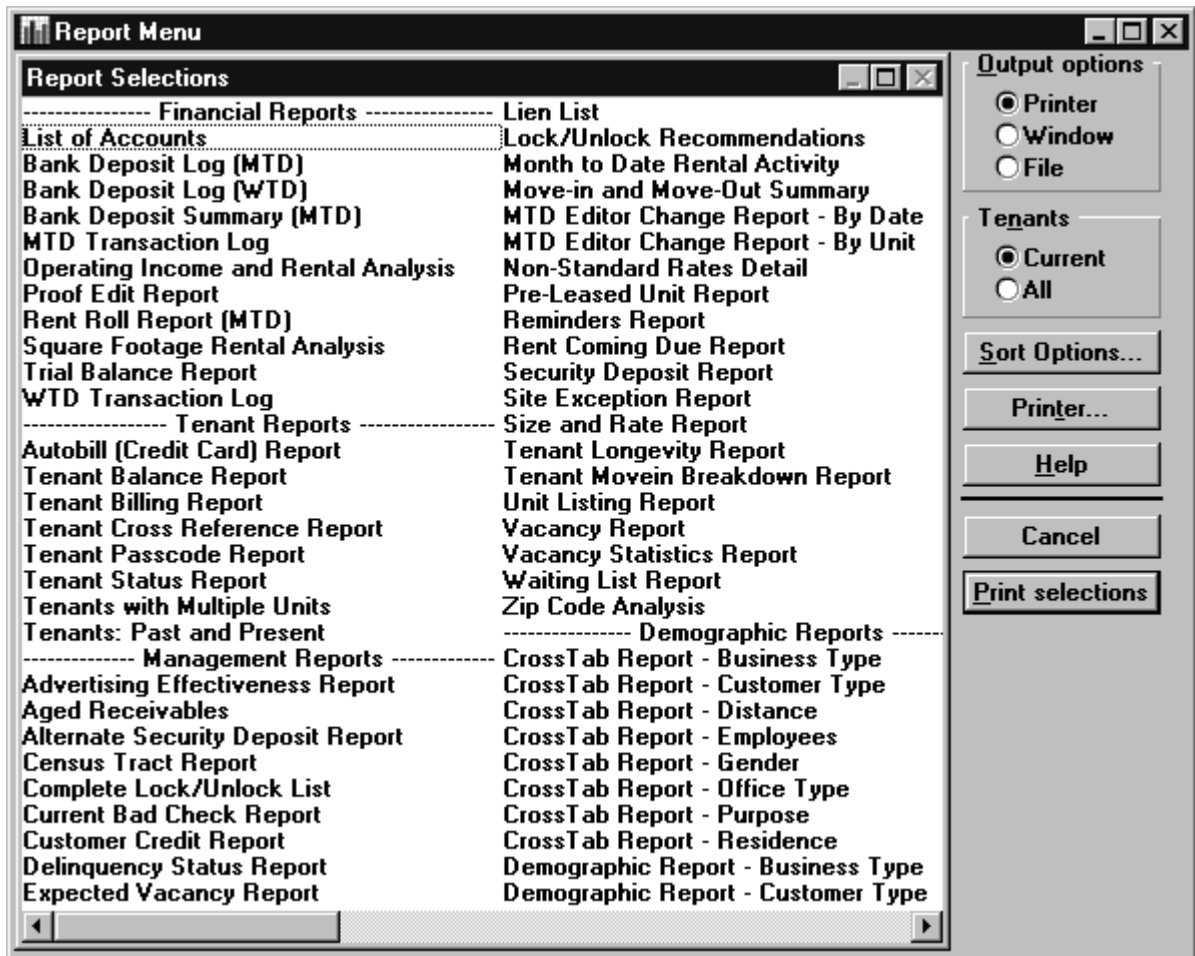 Report Menu
Report Selections
---------------- Financial Reports ----------------
List of Accounts
Bank Deposit Log (MTD)
Bank Deposit Log (WTD)
Bank Deposit Summary (MTD)
MTD Transaction Log
Operating Income and Rental Analysis
Proof Edit Report
Rent Roll Report (MTD)
Square Footage Rental Analysis
Trial Balance Report
WTD Transaction Log
------------------ Tenant Reports -----------------
Autobill (Credit Card) Report
Tenant Balance Report
Tenant Billing Report
Tenant Cross Reference Report
Tenant Passcode Report
Tenant Status Report
Tenants with Multiple Units
Tenants: Past and Present
-------------- Management Reports -------------
Advertising Effectiveness Report
Aged Receivables
Alternate Security Deposit Report
Census Tract Report
Complete Lock/Unlock List
Current Bad Check Report
Customer Credit Report
Delinquency Status Report
Expected Vacancy Report
Lien List
Lock/Unlock Recommendations
Month to Date Rental Activity
Move-in and Move-Out Summary
MTD Editor Change Report - By Date
MTD Editor Change Report - By Unit
Non-Standard Rates Detail
Pre-Leased Unit Report
Reminders Report
Rent Coming Due Report
Security Deposit Report
Site Exception Report
Size and Rate Report
Tenant Longevity Report
Tenant Movein Breakdown Report
Unit Listing Report
Vacancy Report
Vacancy Statistics Report
Waiting List Report
Zip Code Analysis
---------------- Demographic Reports -------
CrossTab Report - Business Type
CrossTab Report - Customer Type
CrossTab Report - Distance
CrossTab Report - Employees
CrossTab Report - Gender
CrossTab Report - Office Type
CrossTab Report - Purpose
CrossTab Report - Residence
Demographic Report - Business Type
Demographic Report - Customer Type
Output options
Printer
Window
File
Tenants
Current
All
Sort Options...
Printer...
Help
Cancel
Print selections